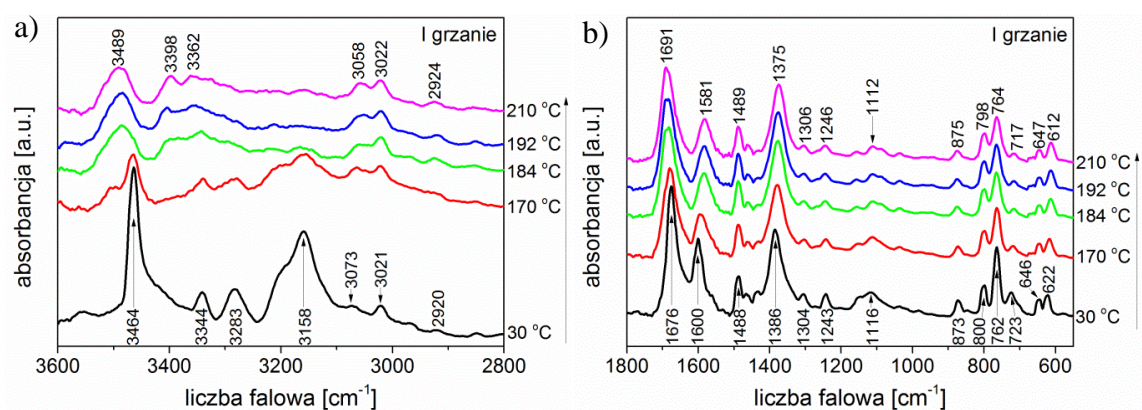 a)
I grzanie
3489
3398
3362
3058
3022
2924
210 °C
192 °C
184 °C
170 °C
30 °C
3464
3344
3283
3158
3073
3021
2920
absorbancja [a.u.]
3600 3400 3200 3000 2800
liczba falowa [cm⁻¹]
b)
I grzanie
1691
1581
1489
1375
1306
1246
1112
875
798
764
717
647
612
210 °C
192 °C
184 °C
170 °C
30 °C
1676
1600
1488
1386
1304
1243
1116
873
800
762
723
646
622
absorbancja [a.u.]
1800 1600 1400 1200 1000 800 600
liczba falowa [cm⁻¹]